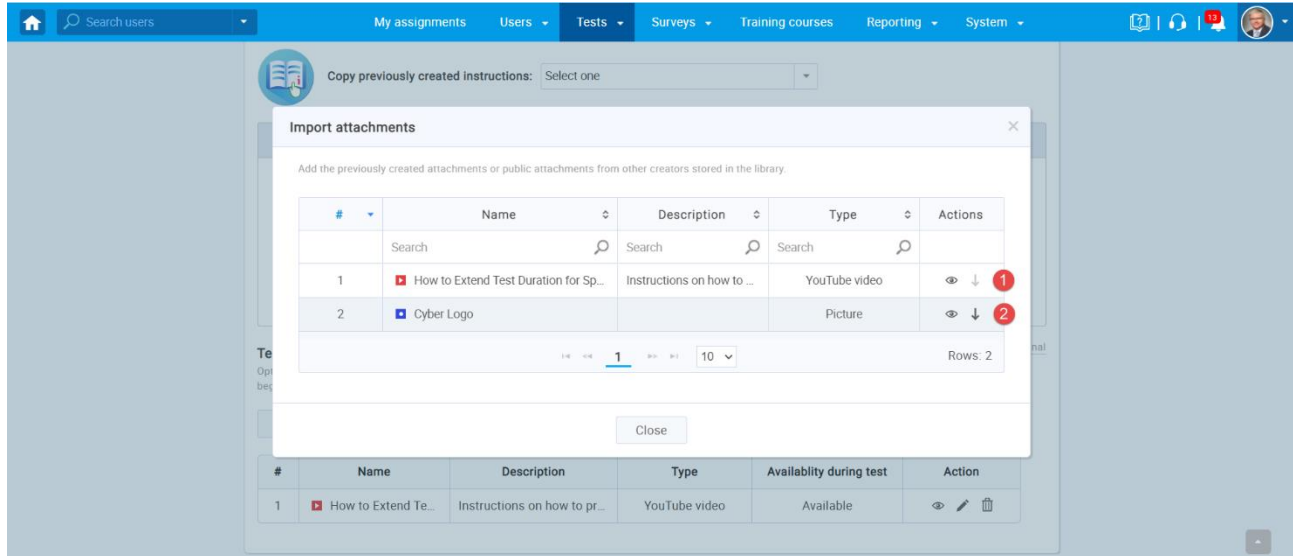 Search users My assignments Users Tests Surveys Training courses Reporting System 13
Copy previously created instructions: Select one
Import attachments
Add the previously created attachments or public attachments from other creators stored in the library.
# Name Description Type Actions
Search Search Search
1 How to Extend Test Duration for Sp... Instructions on how to ... YouTube video 1
2 Cyber Logo Picture 2
1 10 Rows: 2
Te nal
Opt
beg
Close
# Name Description Type Availablity during test Action
1 How to Extend Te... Instructions on how to pr... YouTube video Available